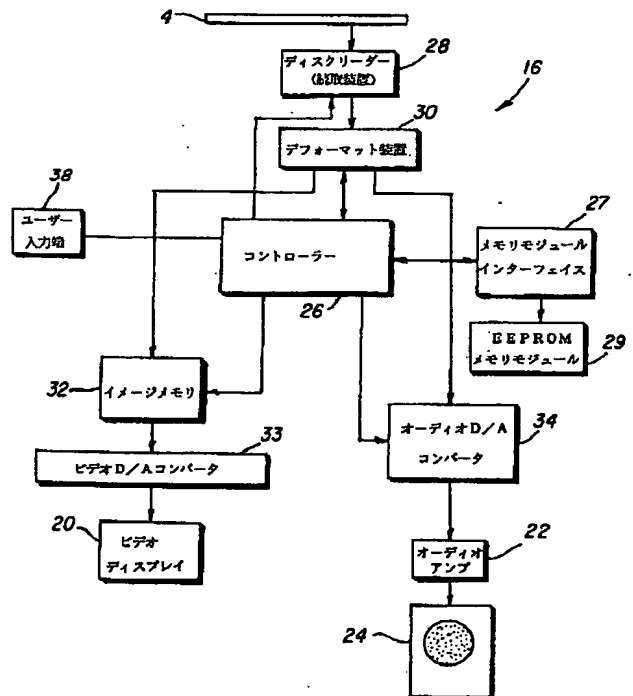 4
ディスクリーダー
(読取装置)
28
16
30
デフォーマット装置
38
ユーザー
入力端
コントローラー
26
27
メモリモジュール
インターフェイス
EEPROM
メモリモジュール
29
32
イメージメモリ
33
ビデオD/Aコンバータ
オーディオD/A
コンバータ
34
20
ビデオ
ディスプレイ
オーディオ
アンプ
22
24